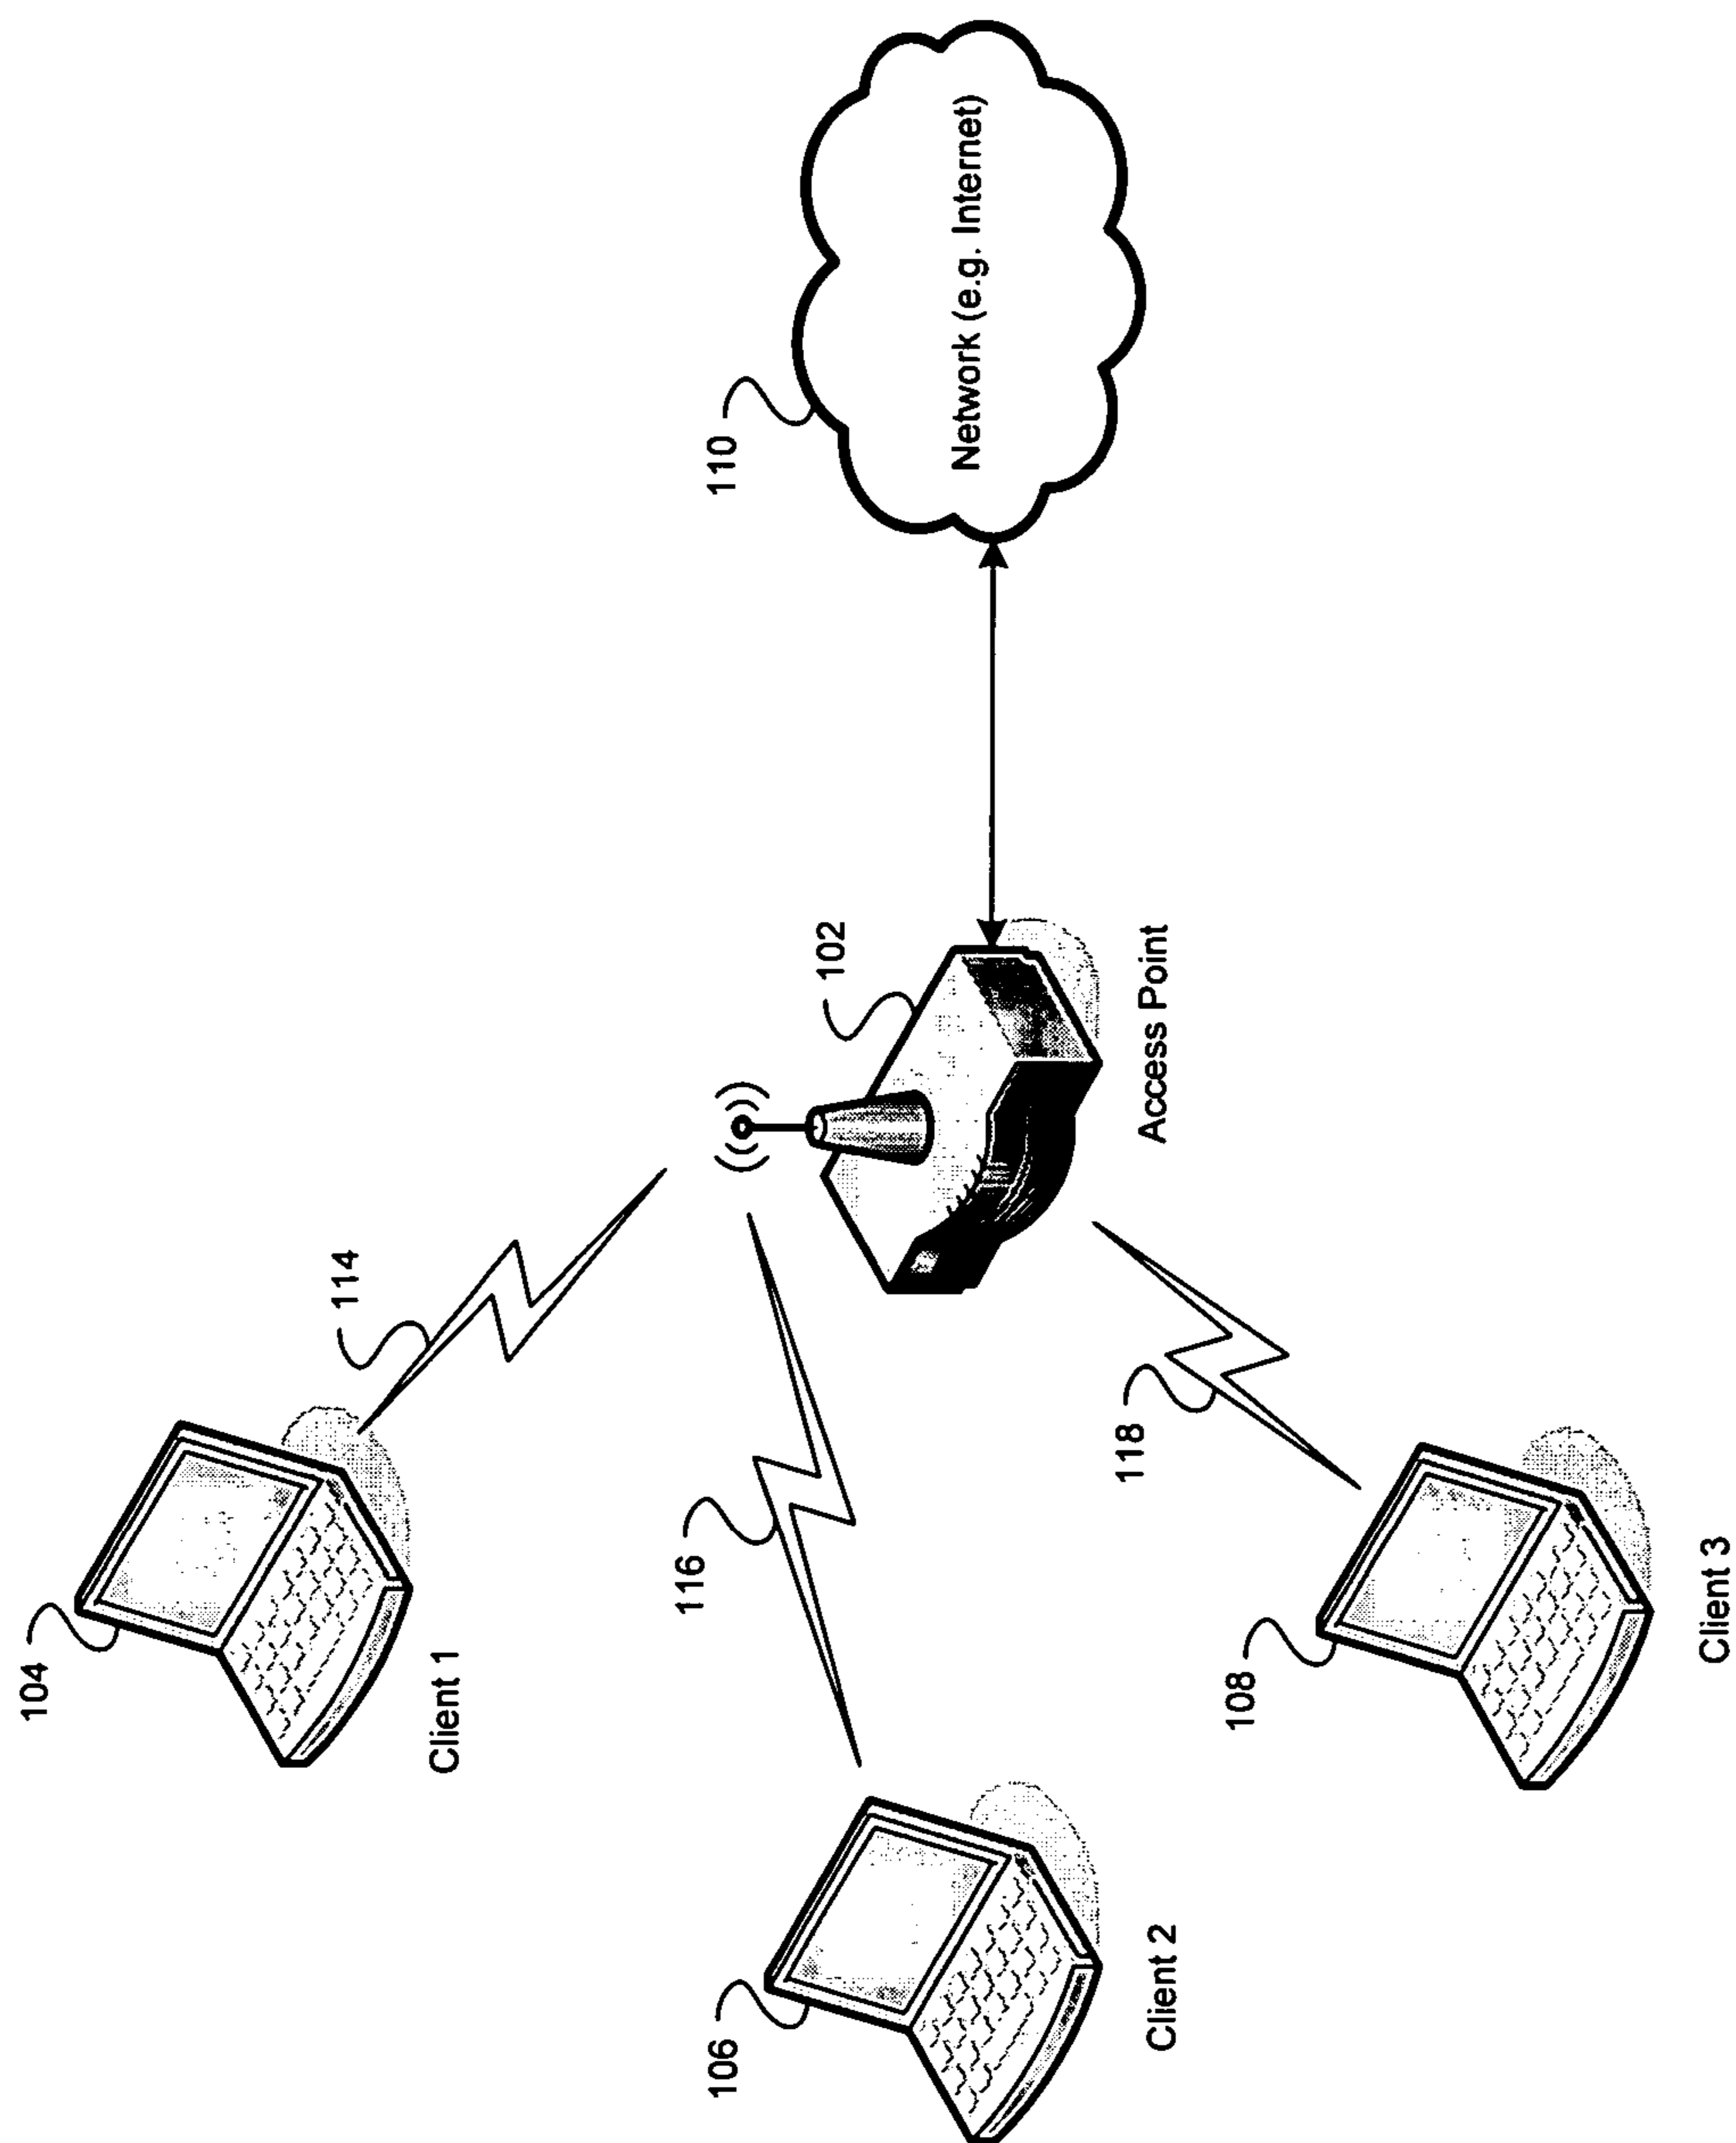 104
Client 1
114
106
Client 2
116
102
Access Point
110
Network (e.g. Internet)
118
108
Client 3